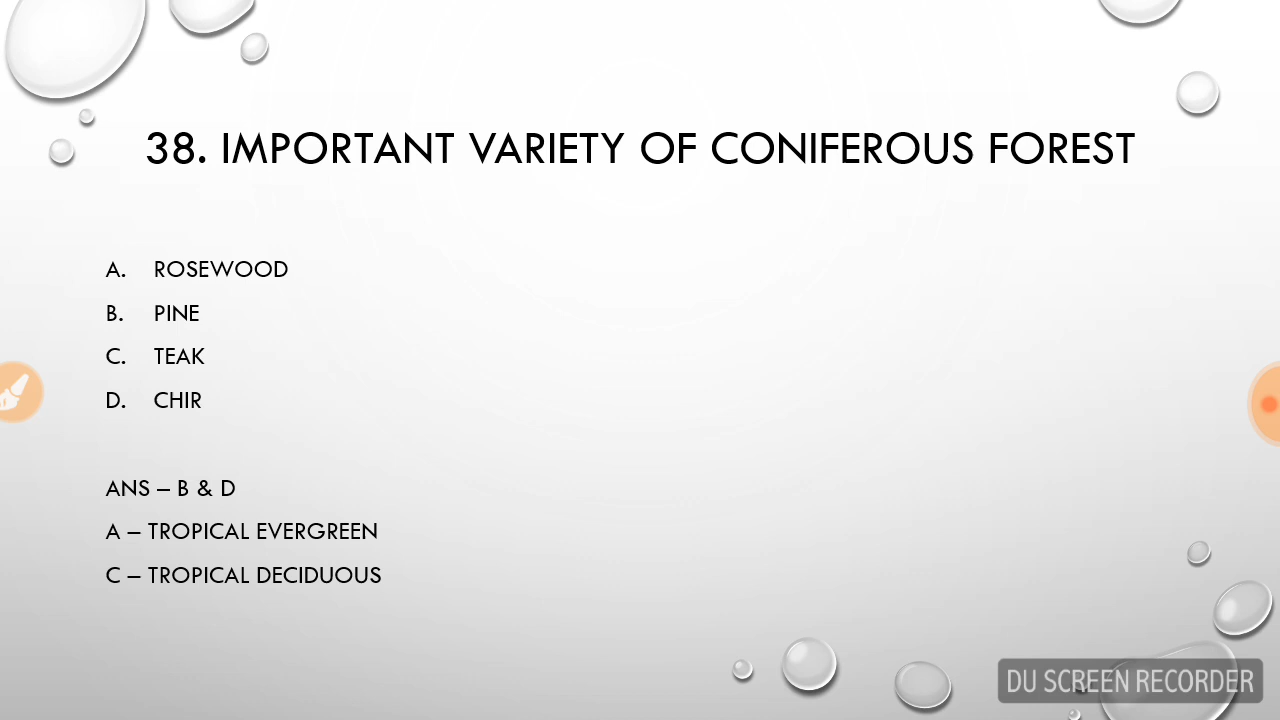 38. IMPORTANT VARIETY OF CONIFEROUS FOREST
A. ROSEWOOD
B. PINE
C. TEAK
D. CHIR
ANS – B & D
A – TROPICAL EVERGREEN
C – TROPICAL DECIDUOUS
DU SCREEN RECORDER